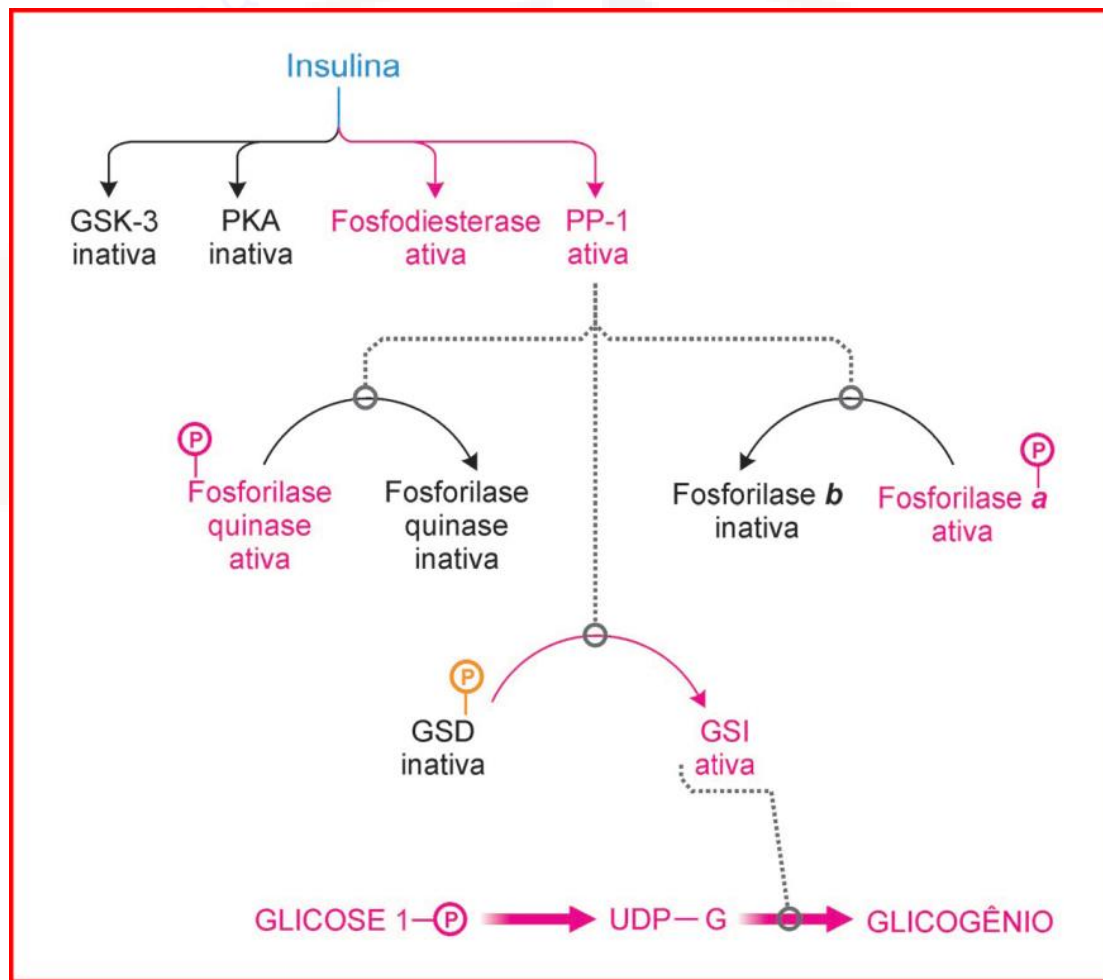 Insulina
GSK-3
inativa
PKA
inativa
Fosfodiesterase
ativa
PP-1
ativa
P
Fosforilase
quinase
ativa
Fosforilase
quinase
inativa
Fosforilase b
inativa
P
Fosforilase a
ativa
P
GSD
inativa
GSI
ativa
GLICOSE 1—P UDP—G GLICOGÊNIO